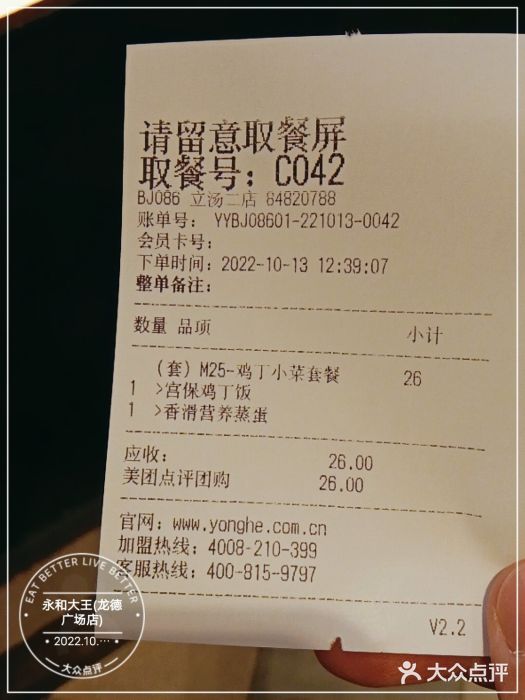 请留意取餐屏
取餐号：C042
BJ086 立汤二店 84820788
账单号： YYBJ08601-221013-0042
会员卡号：
下单时间：2022-10-13 12:39:07
整单备注：
数量 品项 小计
（套）M25-鸡丁小菜套餐 26
1 >宫保鸡丁饭
1 >香滑营养蒸蛋
应收： 26.00
美团点评团购 26.00
官网：www.yonghe.com.cn
加盟热线：4008-210-399
客服热线：400-815-9797
V2.2
EAT BETTER LIVE BETTER
永和大王(龙德
广场店)
2022.10.…
大众点评
大众点评